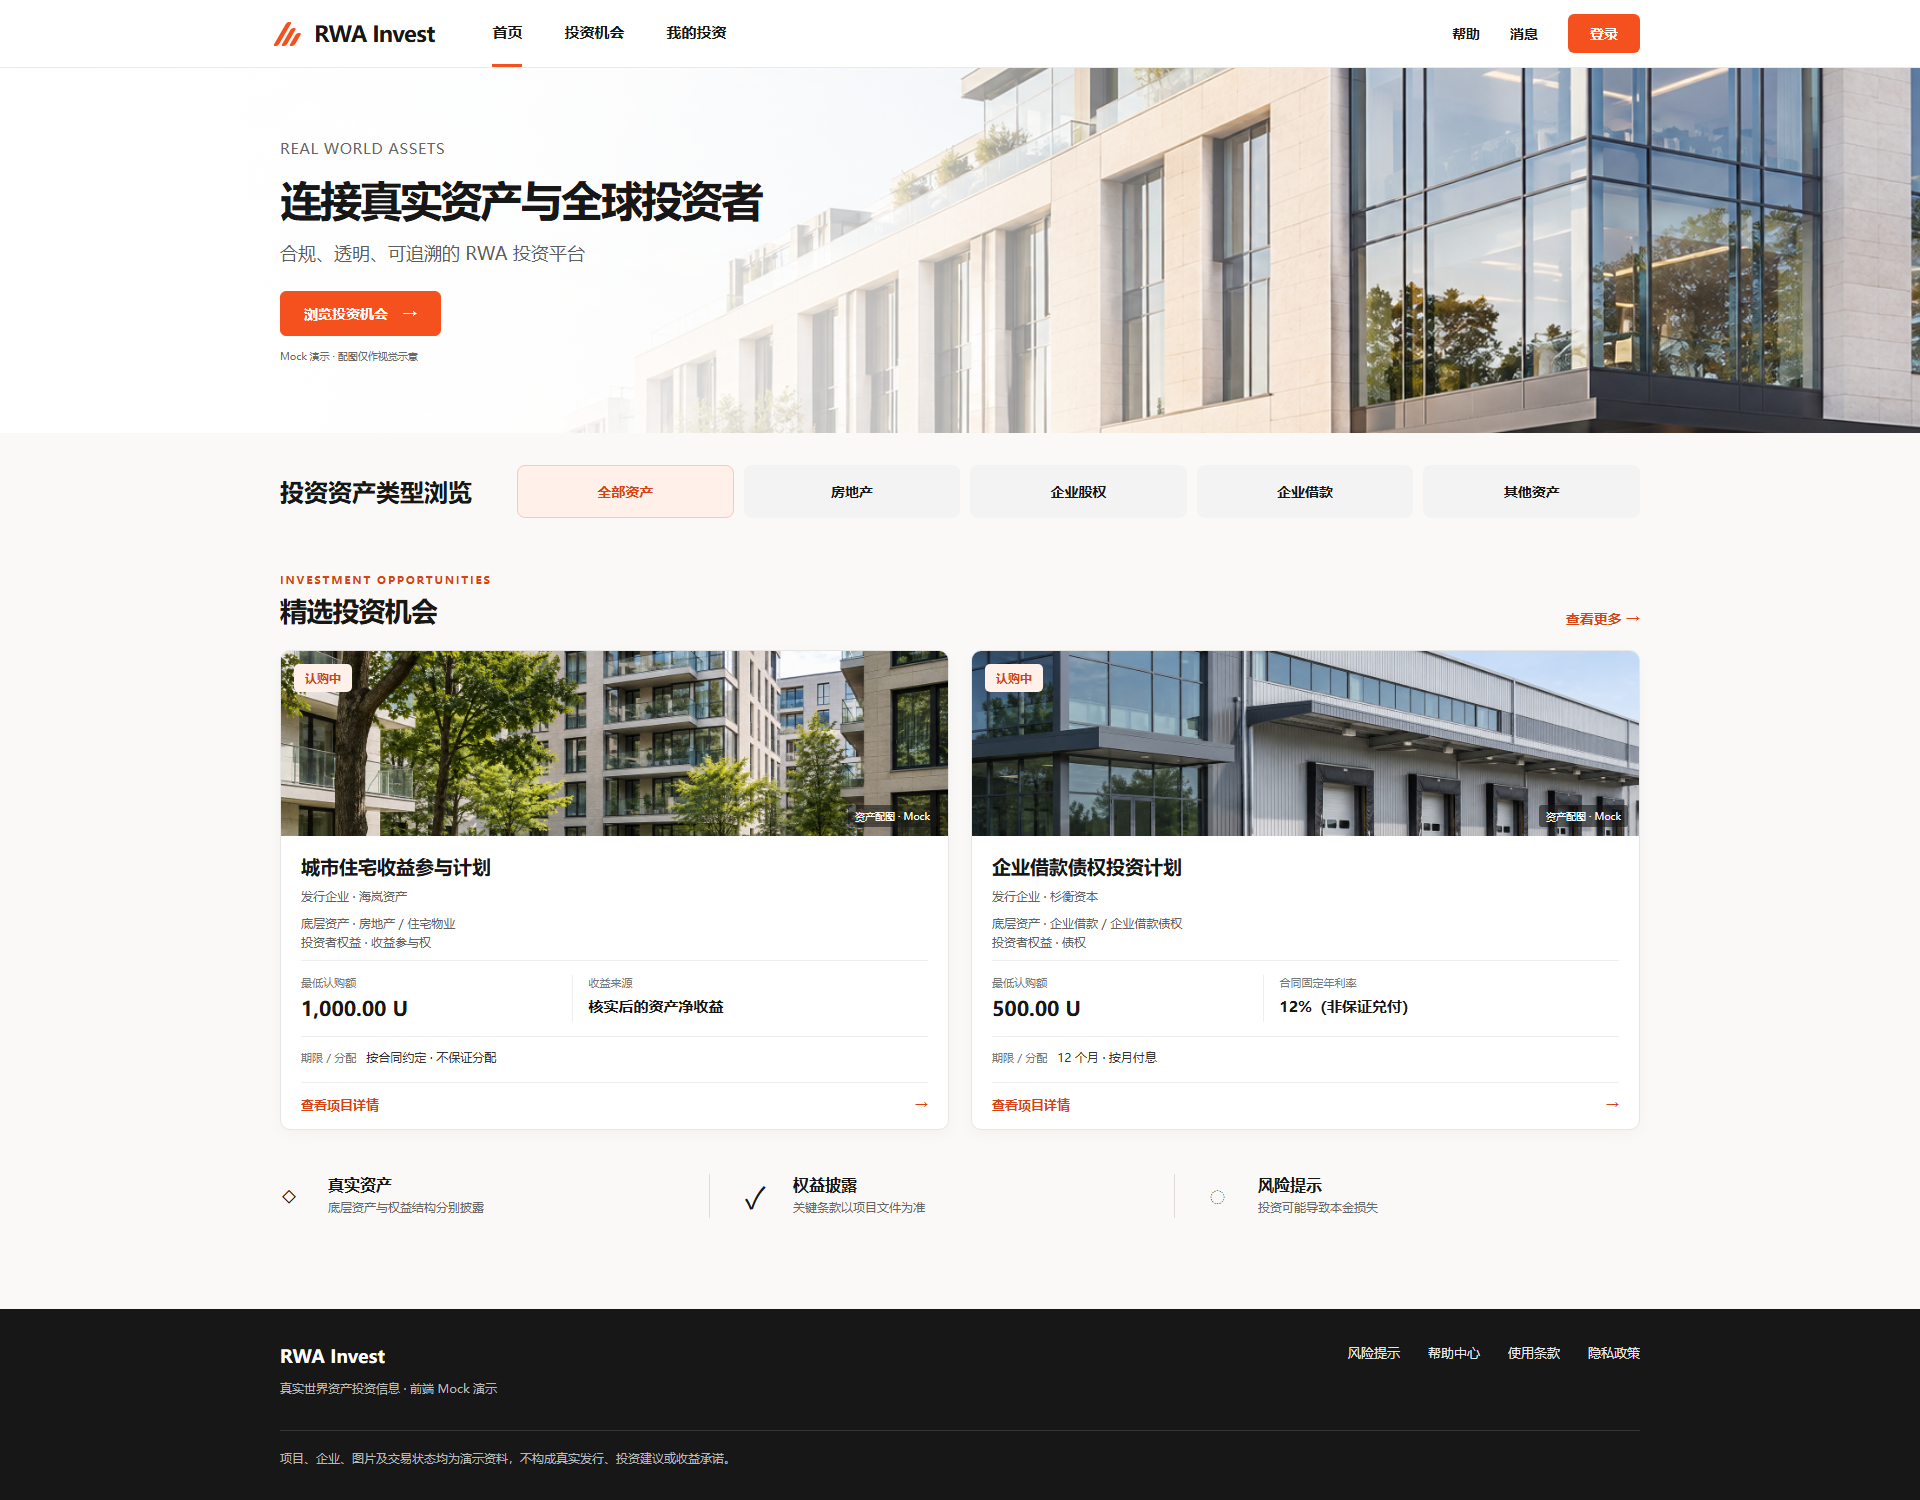 RWA Invest
首页
投资机会
我的投资
帮助
消息
登录
REAL WORLD ASSETS
连接真实资产与全球投资者
合规、透明、可追溯的 RWA 投资平台
浏览投资机会 →
Mock 演示 · 配图仅作视觉示意
投资资产类型浏览
全部资产
房地产
企业股权
企业借款
其他资产
INVESTMENT OPPORTUNITIES
精选投资机会
查看更多 →
认购中
资产配图 · Mock
城市住宅收益参与计划
发行企业 · 海岚资产
底层资产 · 房地产 / 住宅物业
投资者权益 · 收益参与权
最低认购额
1,000.00 U
收益来源
核实后的资产净收益
期限 / 分配 按合同约定 · 不保证分配
查看项目详情 →
认购中
资产配图 · Mock
企业借款债权投资计划
发行企业 · 杉衡资本
底层资产 · 企业借款 / 企业借款债权
投资者权益 · 债权
最低认购额
500.00 U
合同固定年利率
12%（非保证兑付）
期限 / 分配 12 个月 · 按月付息
查看项目详情 →
真实资产
底层资产与权益结构分别披露
权益披露
关键条款以项目文件为准
风险提示
投资可能导致本金损失
RWA Invest
真实世界资产投资信息 · 前端 Mock 演示
风险提示
帮助中心
使用条款
隐私政策
项目、企业、图片及交易状态均为演示资料，不构成真实发行、投资建议或收益承诺。